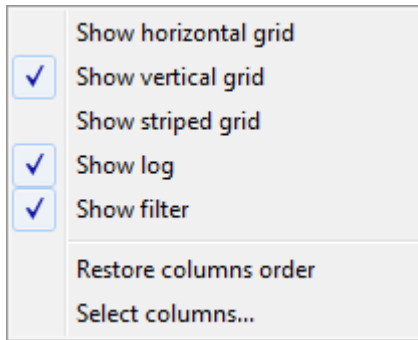 Show horizontal grid
Show vertical grid
Show striped grid
Show log
Show filter
Restore columns order
Select columns...